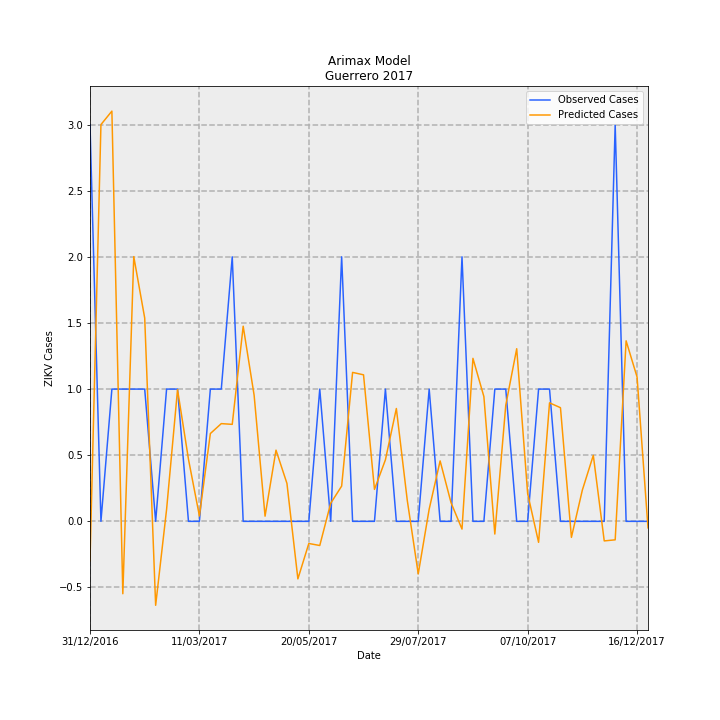 Arimax Model
Guerrero 2017
Observed Cases
Predicted Cases
ZIKV Cases
3.0
2.5
2.0
1.5
1.0
0.5
0.0
−0.5
31/12/2016 11/03/2017 20/05/2017 29/07/2017 07/10/2017 16/12/2017
Date